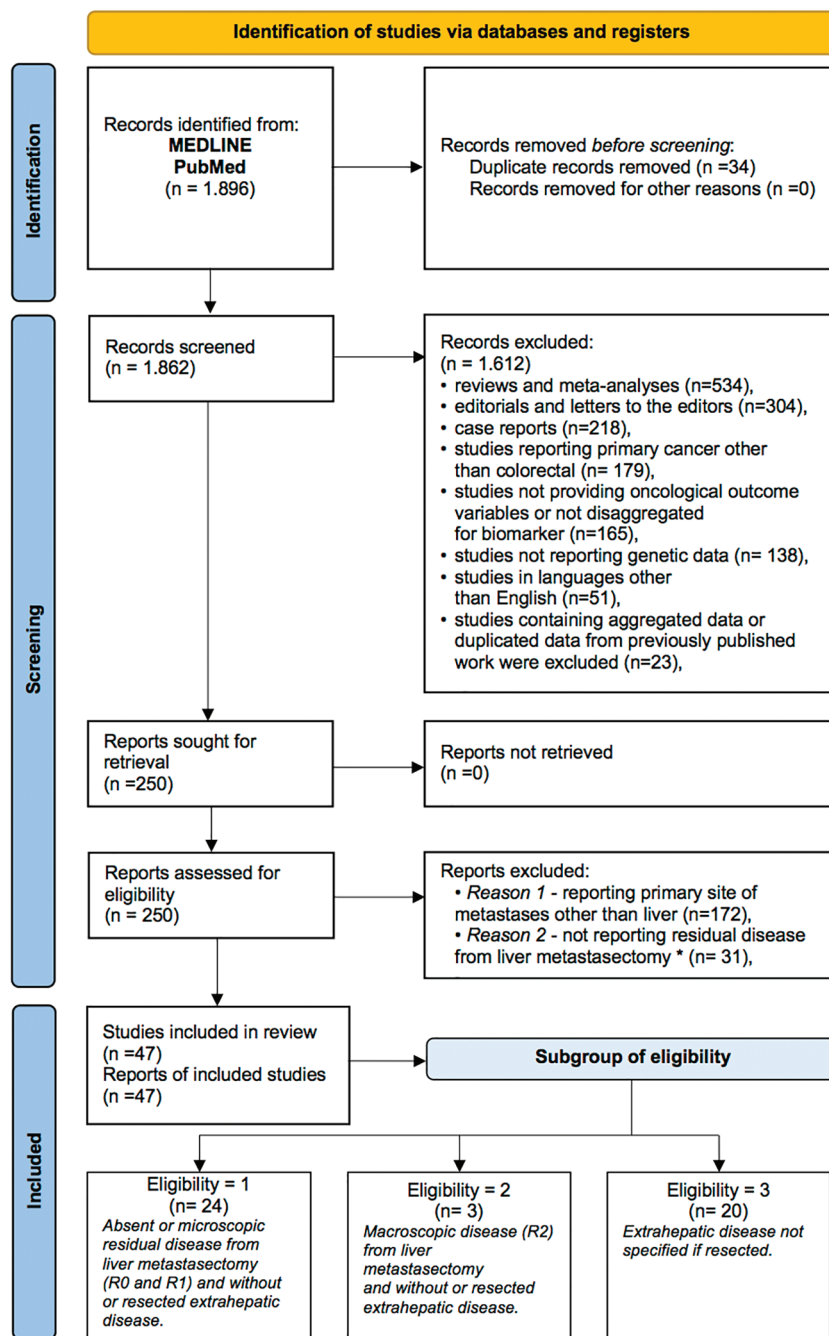 Identification of studies via databases and registers
Identification
Records identified from:
MEDLINE
PubMed
(n = 1.896)
Records removed before screening:
Duplicate records removed (n =34)
Records removed for other reasons (n =0)
Screening
Records screened
(n = 1.862)
Records excluded:
(n = 1.612)
• reviews and meta-analyses (n=534),
• editorials and letters to the editors (n=304),
• case reports (n=218),
• studies reporting primary cancer other
than colorectal (n= 179),
• studies not providing oncological outcome
variables or not disaggregated
for biomarker (n=165),
• studies not reporting genetic data (n= 138),
• studies in languages other
than English (n=51),
• studies containing aggregated data or
duplicated data from previously published
work were excluded (n=23),
Reports sought for
retrieval
(n =250)
Reports not retrieved
(n =0)
Reports assessed for
eligibility
(n = 250)
Reports excluded:
• Reason 1 - reporting primary site of
metastases other than liver (n=172),
• Reason 2 - not reporting residual disease
from liver metastasectomy * (n= 31),
Included
Studies included in review
(n =47)
Reports of included studies
(n =47)
Subgroup of eligibility
Eligibility = 1
(n= 24)
Absent or microscopic
residual disease from
liver metastasectomy
(R0 and R1) and without
or resected extrahepatic
disease.
Eligibility = 2
(n= 3)
Macroscopic disease (R2)
from liver
metastasectomy
and without or resected
extrahepatic disease.
Eligibility = 3
(n= 20)
Extrahepatic disease not
specified if resected.